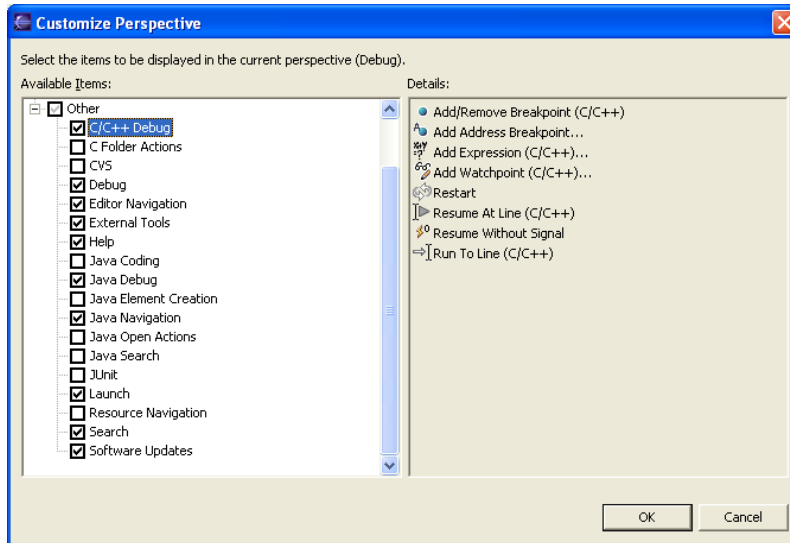 Customize Perspective
Select the items to be displayed in the current perspective (Debug).
Available Items:
Other
C/C++ Debug
C Folder Actions
CVS
Debug
Editor Navigation
External Tools
Help
Java Coding
Java Debug
Java Element Creation
Java Navigation
Java Open Actions
Java Search
JUnit
Launch
Resource Navigation
Search
Software Updates
Details:
Add/Remove Breakpoint (C/C++)
Add Address Breakpoint...
Add Expression (C/C++)...
Add Watchpoint (C/C++)...
Restart
Resume At Line (C/C++)
Resume Without Signal
Run To Line (C/C++)
OK
Cancel